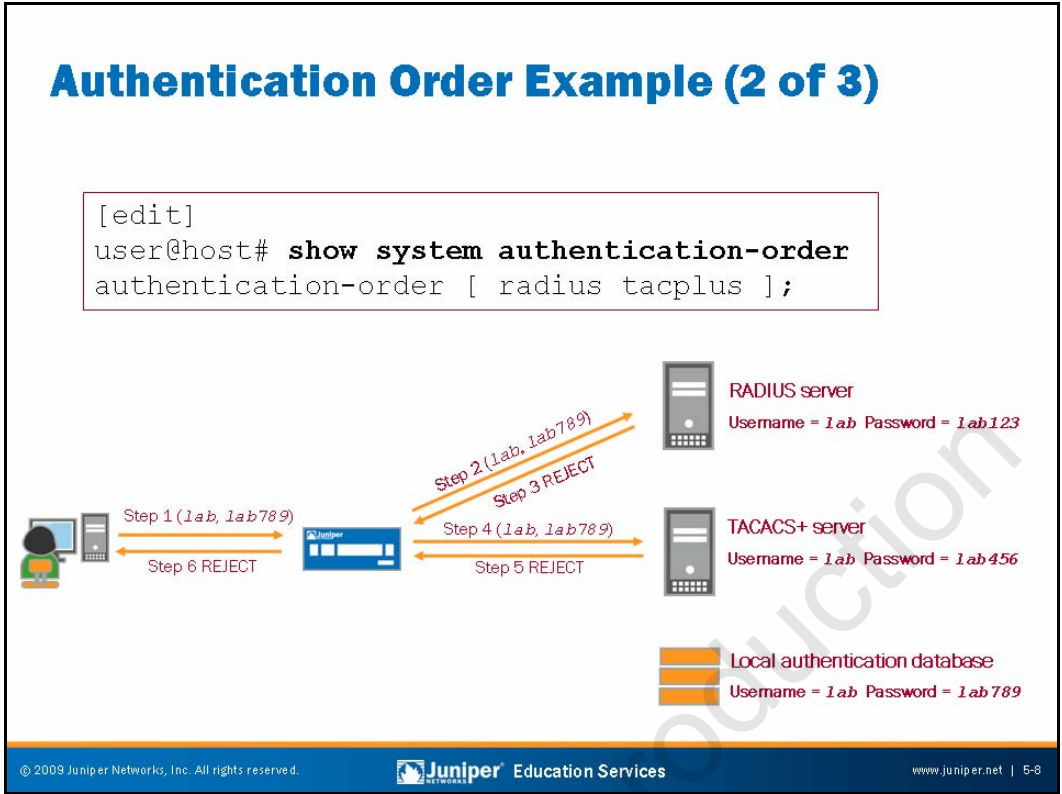 Authentication Order Example (2 of 3)
[edit]
user@host# show system authentication-order
authentication-order [ radius tacplus ];
RADIUS server
Username = lab Password = lab123
Step 2 (lab, lab789)
Step 3 REJECT
Step 1 (lab, lab789)
Step 6 REJECT
Juniper
Step 4 (lab, lab789)
Step 5 REJECT
TACACS+ server
Username = lab Password = lab456
Local authentication database
Username = lab Password = lab789
© 2009 Juniper Networks, Inc. All rights reserved.
Juniper NETWORKS Education Services
www.juniper.net | 5-8